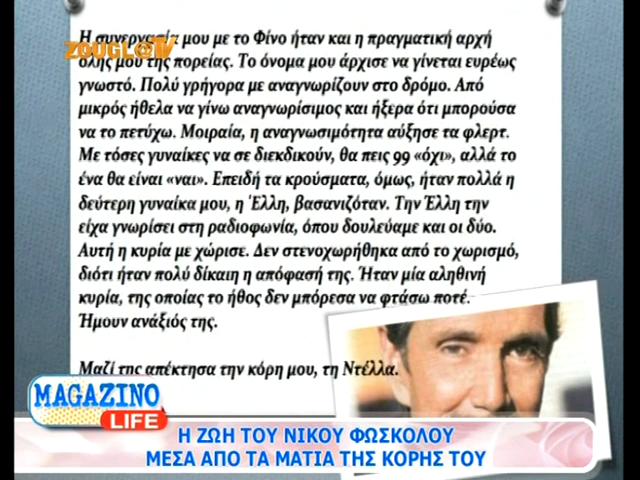 Η συνεργασία μου με το Φίνο ήταν και η πραγματική αρχή
ZOUGLA TV
όλης μου της πορείας. Το όνομα μου άρχισε να γίνεται ευρέως
γνωστό. Πολύ γρήγορα με αναγνωρίζουν στο δρόμο. Από
μικρός ήθελα να γίνω αναγνωρίσιμος και ήξερα ότι μπορούσα
να το πετύχω. Μοιραία, η αναγνωσιμότητα αύξησε τα φλερτ.
Με τόσες γυναίκες να σε διεκδικούν, θα πεις 99 «όχι», αλλά το
ένα θα είναι «ναι». Επειδή τα κρούσματα, όμως, ήταν πολλά η
δεύτερη γυναίκα μου, η Έλλη, βασανιζόταν. Την Έλλη την
είχα γνωρίσει στη ραδιοφωνία, όπου δουλεύαμε και οι δύο.
Αυτή η κυρία με χώρισε. Δεν στενοχωρήθηκα από το χωρισμό,
διότι ήταν πολύ δίκαιη η απόφασή της. Ήταν μία αληθινή
κυρία, της οποίας το ήθος δεν μπόρεσα να φτάσω ποτέ.
Ήμουν ανάξιός της.
Μαζί της απέκτησα την κόρη μου, τη Ντέλλα.
MAGAZINO
LIFE
Η ΖΩΗ ΤΟΥ ΝΙΚΟΥ ΦΩΣΚΟΛΟΥ
ΜΕΣΑ ΑΠΟ ΤΑ ΜΑΤΙΑ ΤΗΣ ΚΟΡΗΣ ΤΟΥ